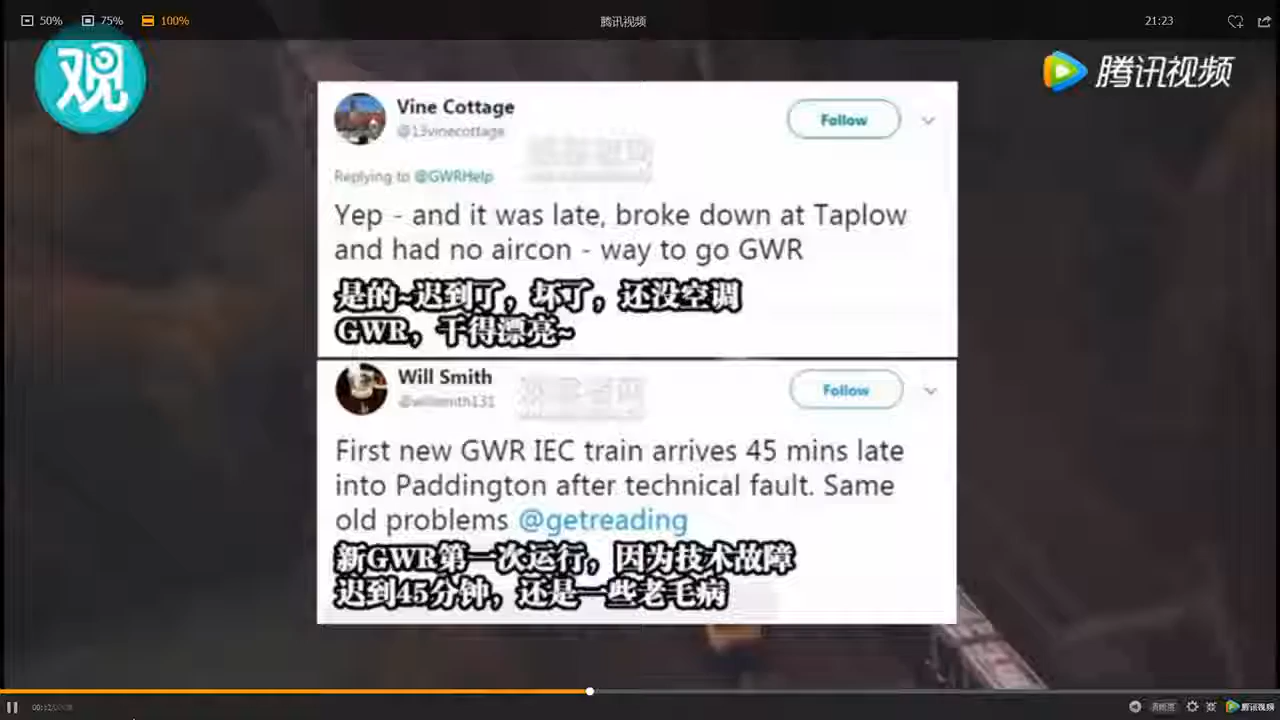 50% 75% 100% 腾讯视频 21:23
观
腾讯视频
Vine Cottage
@13vinecottage
Follow
Replying to @GWRHelp
Yep - and it was late, broke down at Taplow
and had no aircon - way to go GWR
是的~迟到了，坏了，还没空调
GWR，干得漂亮~
Will Smith
@willsmith131
Follow
First new GWR IEC train arrives 45 mins late
into Paddington after technical fault. Same
old problems @getreading
新GWR第一次运行，因为技术故障
迟到45分钟，还是一些老毛病
腾讯视频